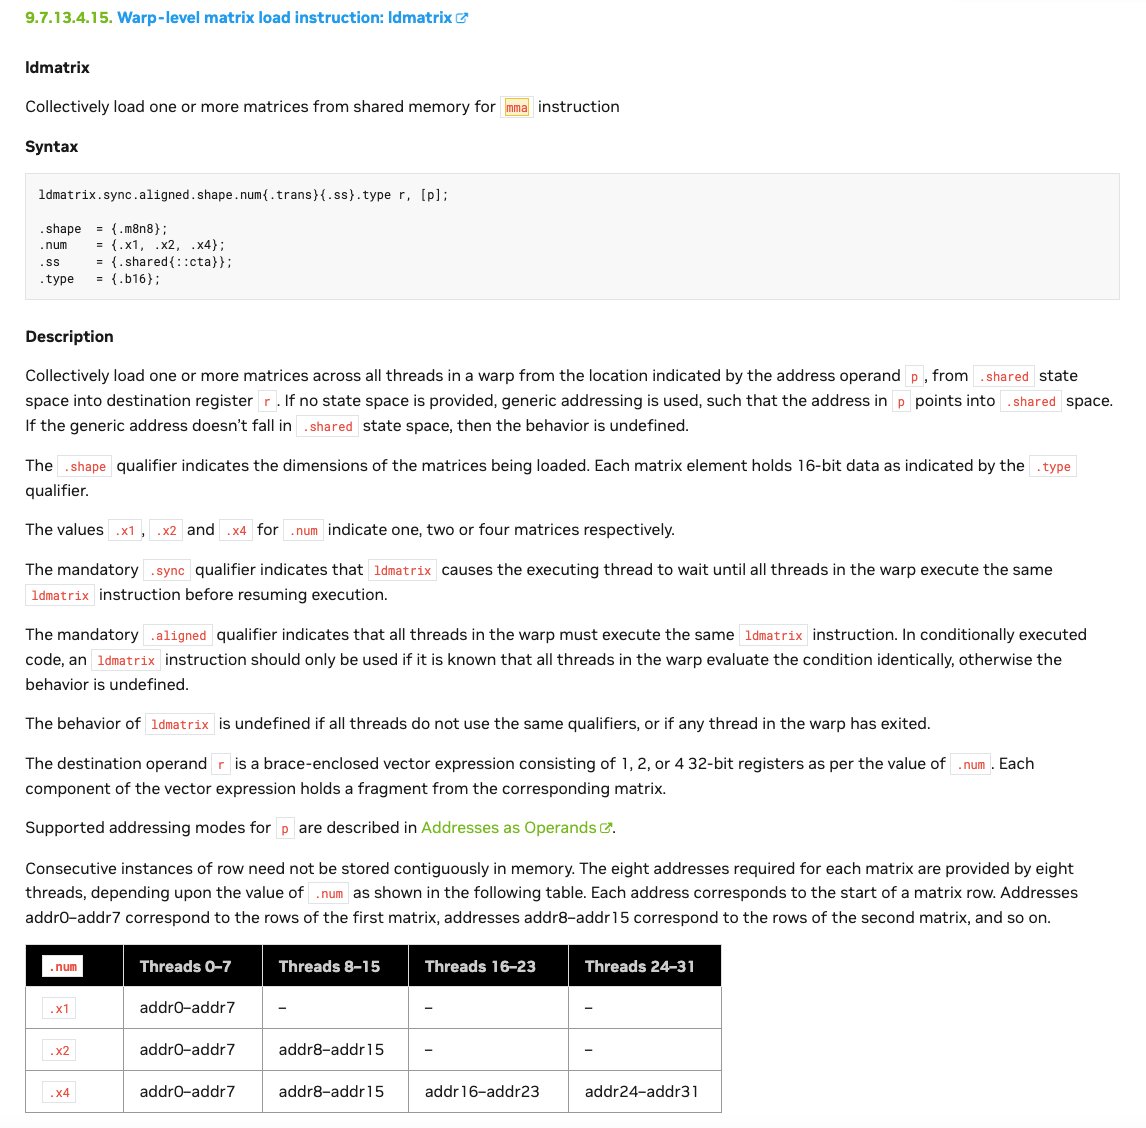 9.7.13.4.15. Warp-level matrix load instruction: ldmatrix
ldmatrix
Collectively load one or more matrices from shared memory for mma instruction
Syntax
ldmatrix.sync.aligned.shape.num{.trans}{.ss}.type r, [p];
.shape  = {.m8n8};
.num    = {.x1, .x2, .x4};
.ss     = {.shared{::cta}};
.type   = {.b16};
Description
Collectively load one or more matrices across all threads in a warp from the location indicated by the address operand p , from .shared state
space into destination register r . If no state space is provided, generic addressing is used, such that the address in p points into .shared space.
If the generic address doesn’t fall in .shared state space, then the behavior is undefined.
The .shape qualifier indicates the dimensions of the matrices being loaded. Each matrix element holds 16-bit data as indicated by the .type
qualifier.
The values .x1 , .x2 and .x4 for .num indicate one, two or four matrices respectively.
The mandatory .sync qualifier indicates that ldmatrix causes the executing thread to wait until all threads in the warp execute the same
ldmatrix instruction before resuming execution.
The mandatory .aligned qualifier indicates that all threads in the warp must execute the same ldmatrix instruction. In conditionally executed
code, an ldmatrix instruction should only be used if it is known that all threads in the warp evaluate the condition identically, otherwise the
behavior is undefined.
The behavior of ldmatrix is undefined if all threads do not use the same qualifiers, or if any thread in the warp has exited.
The destination operand r is a brace-enclosed vector expression consisting of 1, 2, or 4 32-bit registers as per the value of .num . Each
component of the vector expression holds a fragment from the corresponding matrix.
Supported addressing modes for p are described in Addresses as Operands.
Consecutive instances of row need not be stored contiguously in memory. The eight addresses required for each matrix are provided by eight
threads, depending upon the value of .num as shown in the following table. Each address corresponds to the start of a matrix row. Addresses
addr0–addr7 correspond to the rows of the first matrix, addresses addr8–addr15 correspond to the rows of the second matrix, and so on.
.num Threads 0–7 Threads 8–15 Threads 16–23 Threads 24–31
.x1 addr0–addr7 – – –
.x2 addr0–addr7 addr8–addr15 – –
.x4 addr0–addr7 addr8–addr15 addr16–addr23 addr24–addr31